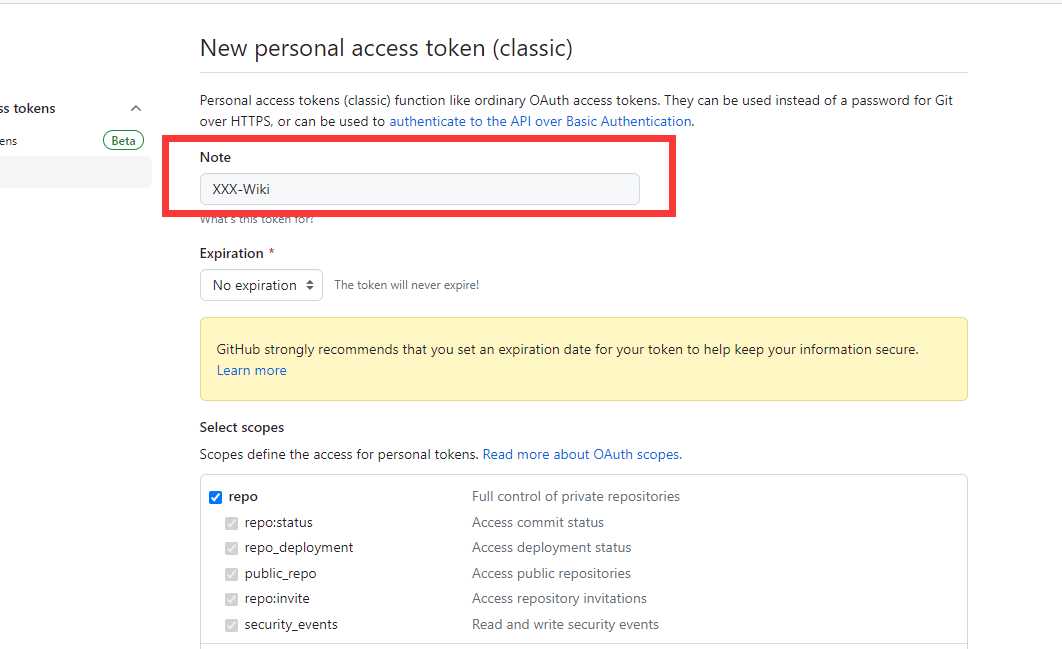 New personal access token (classic)
ss tokens
Personal access tokens (classic) function like ordinary OAuth access tokens. They can be used instead of a password for Git
over HTTPS, or can be used to authenticate to the API over Basic Authentication.
ens
Beta
Note
XXX-Wiki
What's this token for?
Expiration *
No expiration
The token will never expire!
GitHub strongly recommends that you set an expiration date for your token to help keep your information secure.
Learn more
Select scopes
Scopes define the access for personal tokens. Read more about OAuth scopes.
repo Full control of private repositories
repo:status Access commit status
repo_deployment Access deployment status
public_repo Access public repositories
repo:invite Access repository invitations
security_events Read and write security events